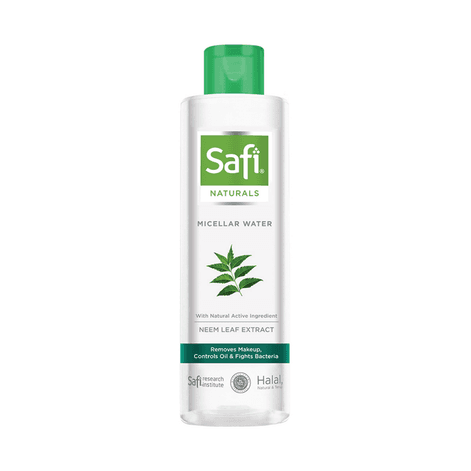 Safi
NATURALS
MICELLAR WATER
With Natural Active Ingredient
NEEM LEAF EXTRACT
Removes Makeup,
Controls Oil & Fights Bacteria
Safi research
institute
Halal
Natural &